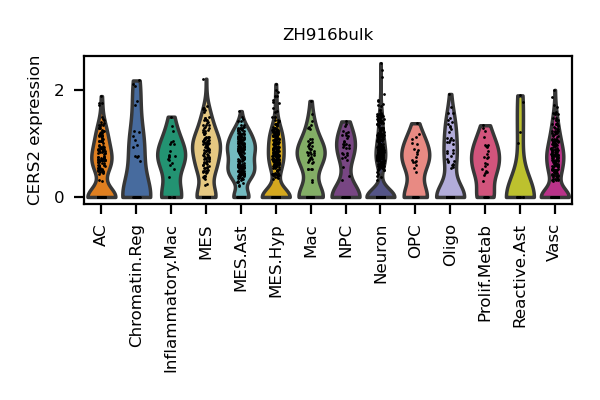 ZH916bulk
CERS2 expression
2
0
AC
Chromatin.Reg
Inflammatory.Mac
MES
MES.Ast
MES.Hyp
Mac
NPC
Neuron
OPC
Oligo
Prolif.Metab
Reactive.Ast
Vasc